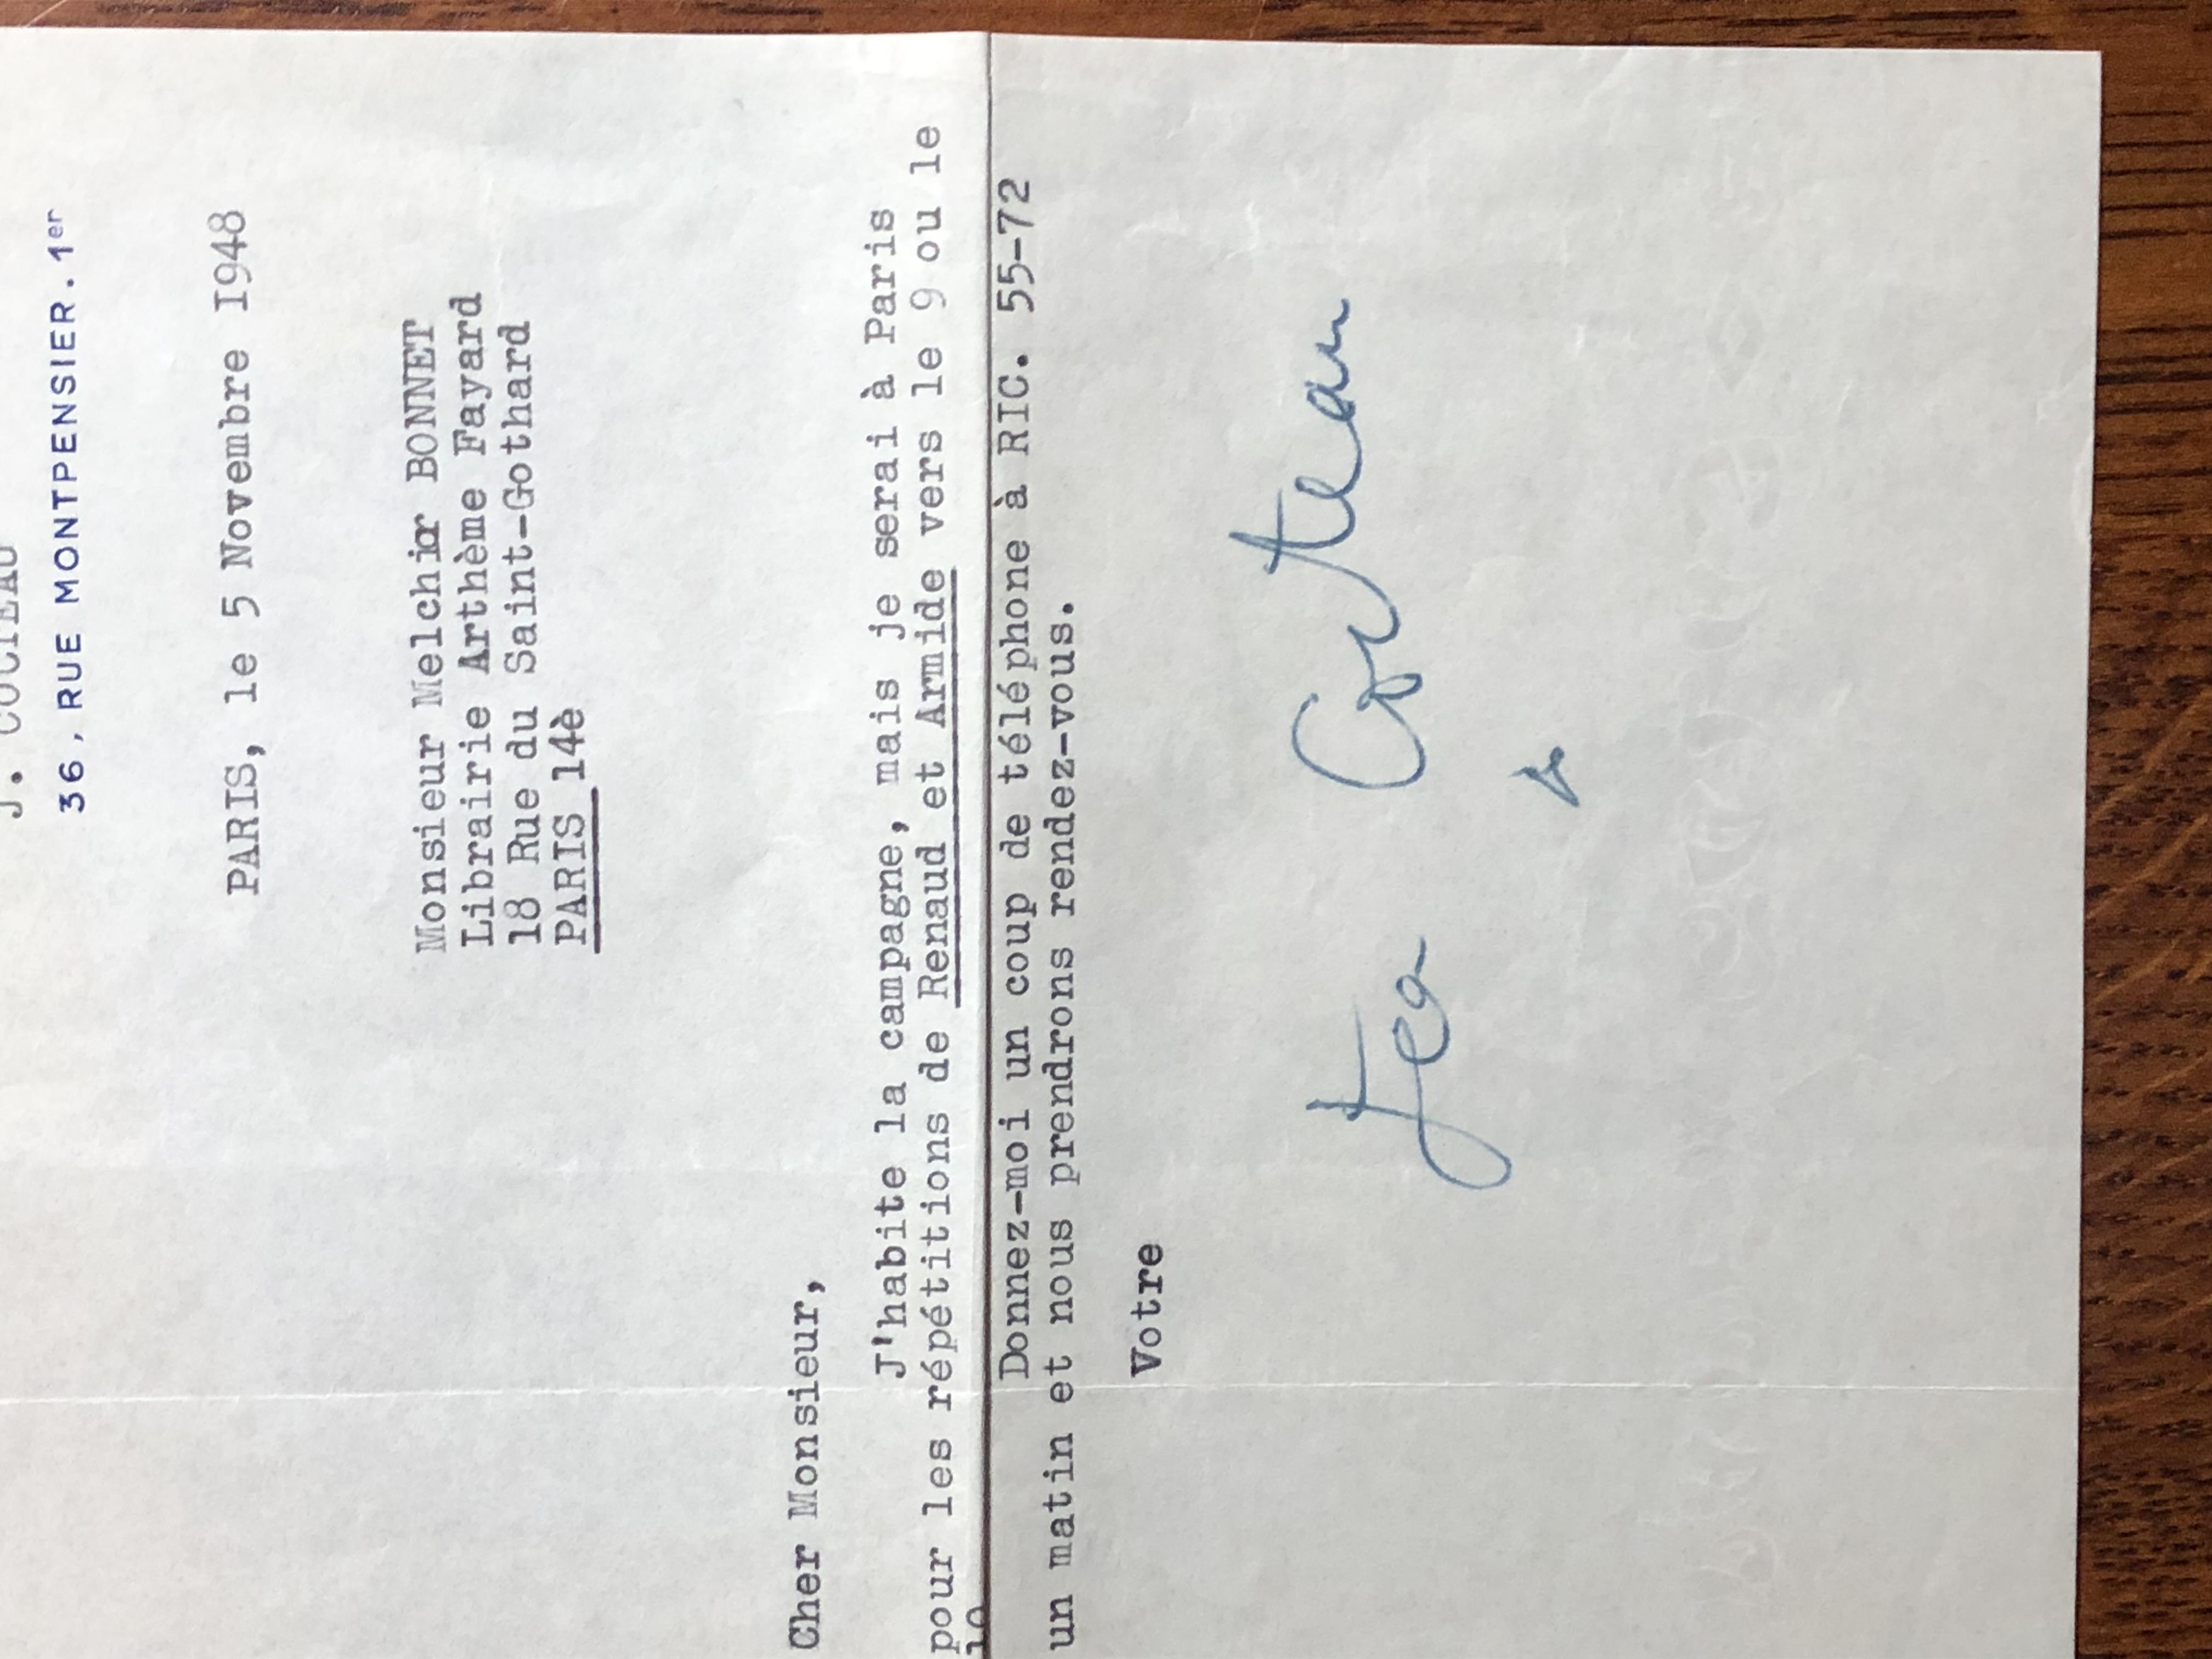 J. COCTEAU
36, RUE MONTPENSIER. 1er
PARIS, le 5 Novembre I948
Monsieur Melchior BONNET
Librairie Arthème Fayard
18 Rue du Saint-Gothard
PARIS 14è
Cher Monsieur,
J'habite la campagne, mais je serai à Paris
pour les répétitions de Renaud et Armide vers le 9 ou le
10
Donnez-moi un coup de téléphone à RIC. 55-72
un matin et nous prendrons rendez-vous.
Votre
Jean Cocteau